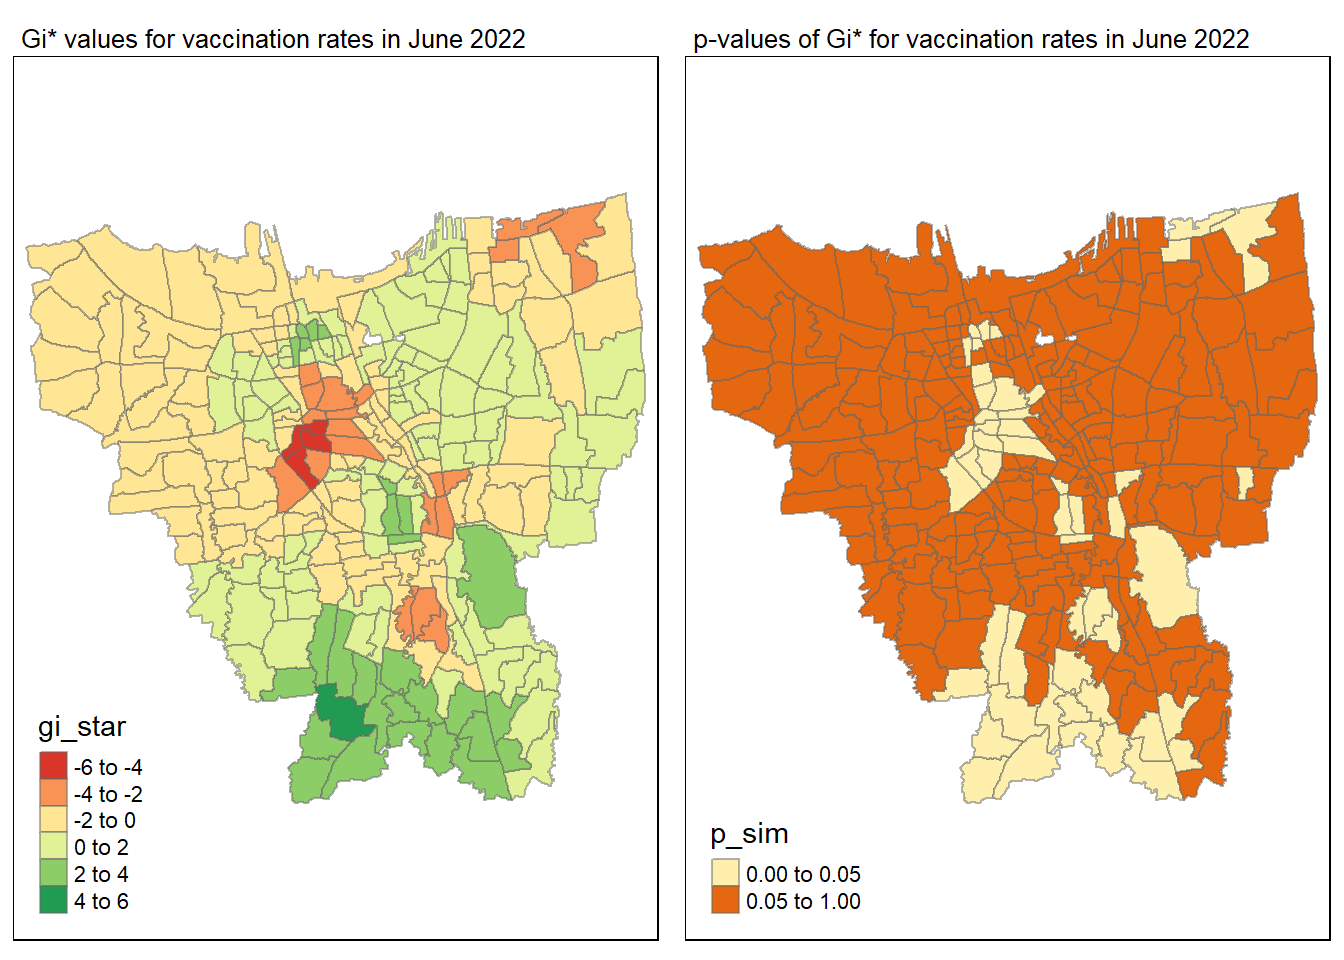 Gi* values for vaccination rates in June 2022
p-values of Gi* for vaccination rates in June 2022
gi_star
-6 to -4
-4 to -2
-2 to 0
0 to 2
2 to 4
4 to 6
p_sim
0.00 to 0.05
0.05 to 1.00